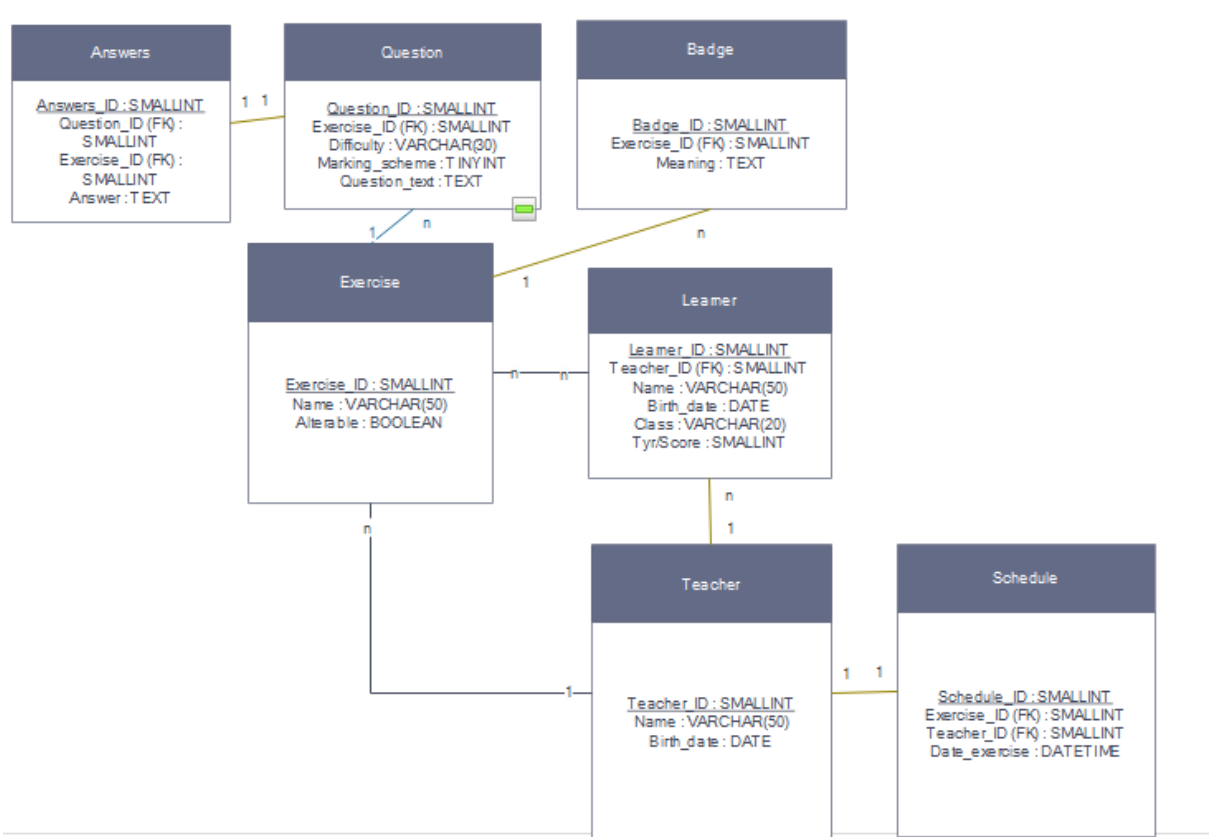 Answers
Answers_ID : SMALLINT
Question_ID (FK) :
SMALLINT
Exercise_ID (FK) :
SMALLINT
Answer : TEXT
1 1
Question
Question_ID : SMALLINT
Exercise_ID (FK) : SMALLINT
Difficulty : VARCHAR(30)
Marking_scheme : TINYINT
Question_text : TEXT
Badge
Badge_ID : SMALLINT
Exercise_ID (FK) : SMALLINT
Meaning : TEXT
1
n
n
1
Exercise
Exercise_ID : SMALLINT
Name : VARCHAR(50)
Alterable : BOOLEAN
n
n
Learner
Learner_ID : SMALLINT
Teacher_ID (FK) : SMALLINT
Name : VARCHAR(50)
Birth_date : DATE
Class : VARCHAR(20)
Tyr/Score : SMALLINT
n
1
n
1
Teacher
Teacher_ID : SMALLINT
Name : VARCHAR(50)
Birth_date : DATE
1 1
Schedule
Schedule_ID : SMALLINT
Exercise_ID (FK) : SMALLINT
Teacher_ID (FK) : SMALLINT
Date_exercise : DATETIME